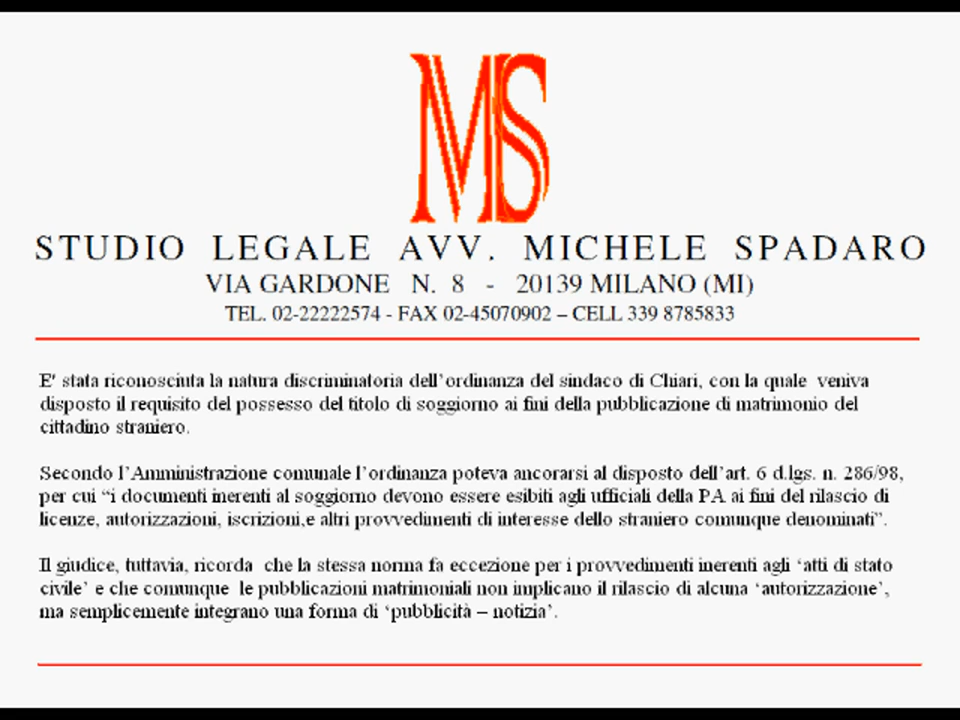 MS
STUDIO LEGALE AVV. MICHELE SPADARO
VIA GARDONE N. 8 - 20139 MILANO (MI)
TEL. 02-22222574 - FAX 02-45070902 – CELL 339 8785833
E' stata riconosciuta la natura discriminatoria dell’ordinanza del sindaco di Chiari, con la quale veniva
disposto il requisito del possesso del titolo di soggiorno ai fini della pubblicazione di matrimonio del
cittadino straniero.
Secondo l’Amministrazione comunale l’ordinanza poteva ancorarsi al disposto dell’art. 6 d.lgs. n. 286/98,
per cui “i documenti inerenti al soggiorno devono essere esibiti agli ufficiali della PA ai fini del rilascio di
licenze, autorizzazioni, iscrizioni,e altri provvedimenti di interesse dello straniero comunque denominati”.
Il giudice, tuttavia, ricorda che la stessa norma fa eccezione per i provvedimenti inerenti agli ‘atti di stato
civile’ e che comunque le pubblicazioni matrimoniali non implicano il rilascio di alcuna ‘autorizzazione’,
ma semplicemente integrano una forma di ‘pubblicità – notizia’.